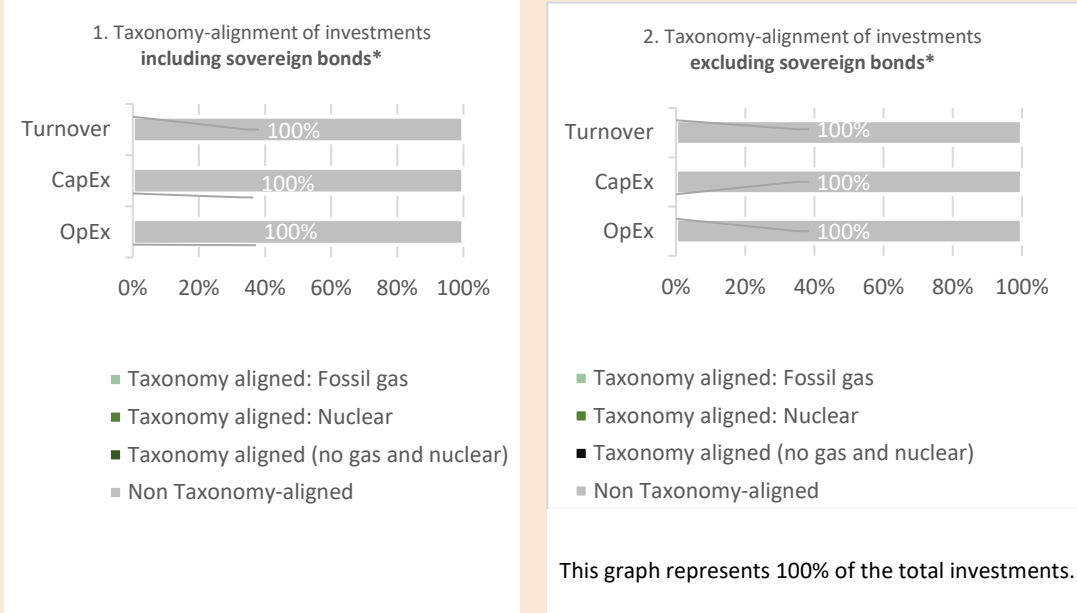 1. Taxonomy-alignment of investments
including sovereign bonds*
Turnover
100%
CapEx
100%
OpEx
100%
0% 20% 40% 60% 80% 100%
Taxonomy aligned: Fossil gas
Taxonomy aligned: Nuclear
Taxonomy aligned (no gas and nuclear)
Non Taxonomy-aligned
2. Taxonomy-alignment of investments
excluding sovereign bonds*
Turnover
100%
CapEx
100%
OpEx
100%
0% 20% 40% 60% 80% 100%
Taxonomy aligned: Fossil gas
Taxonomy aligned: Nuclear
Taxonomy aligned (no gas and nuclear)
Non Taxonomy-aligned
This graph represents 100% of the total investments.